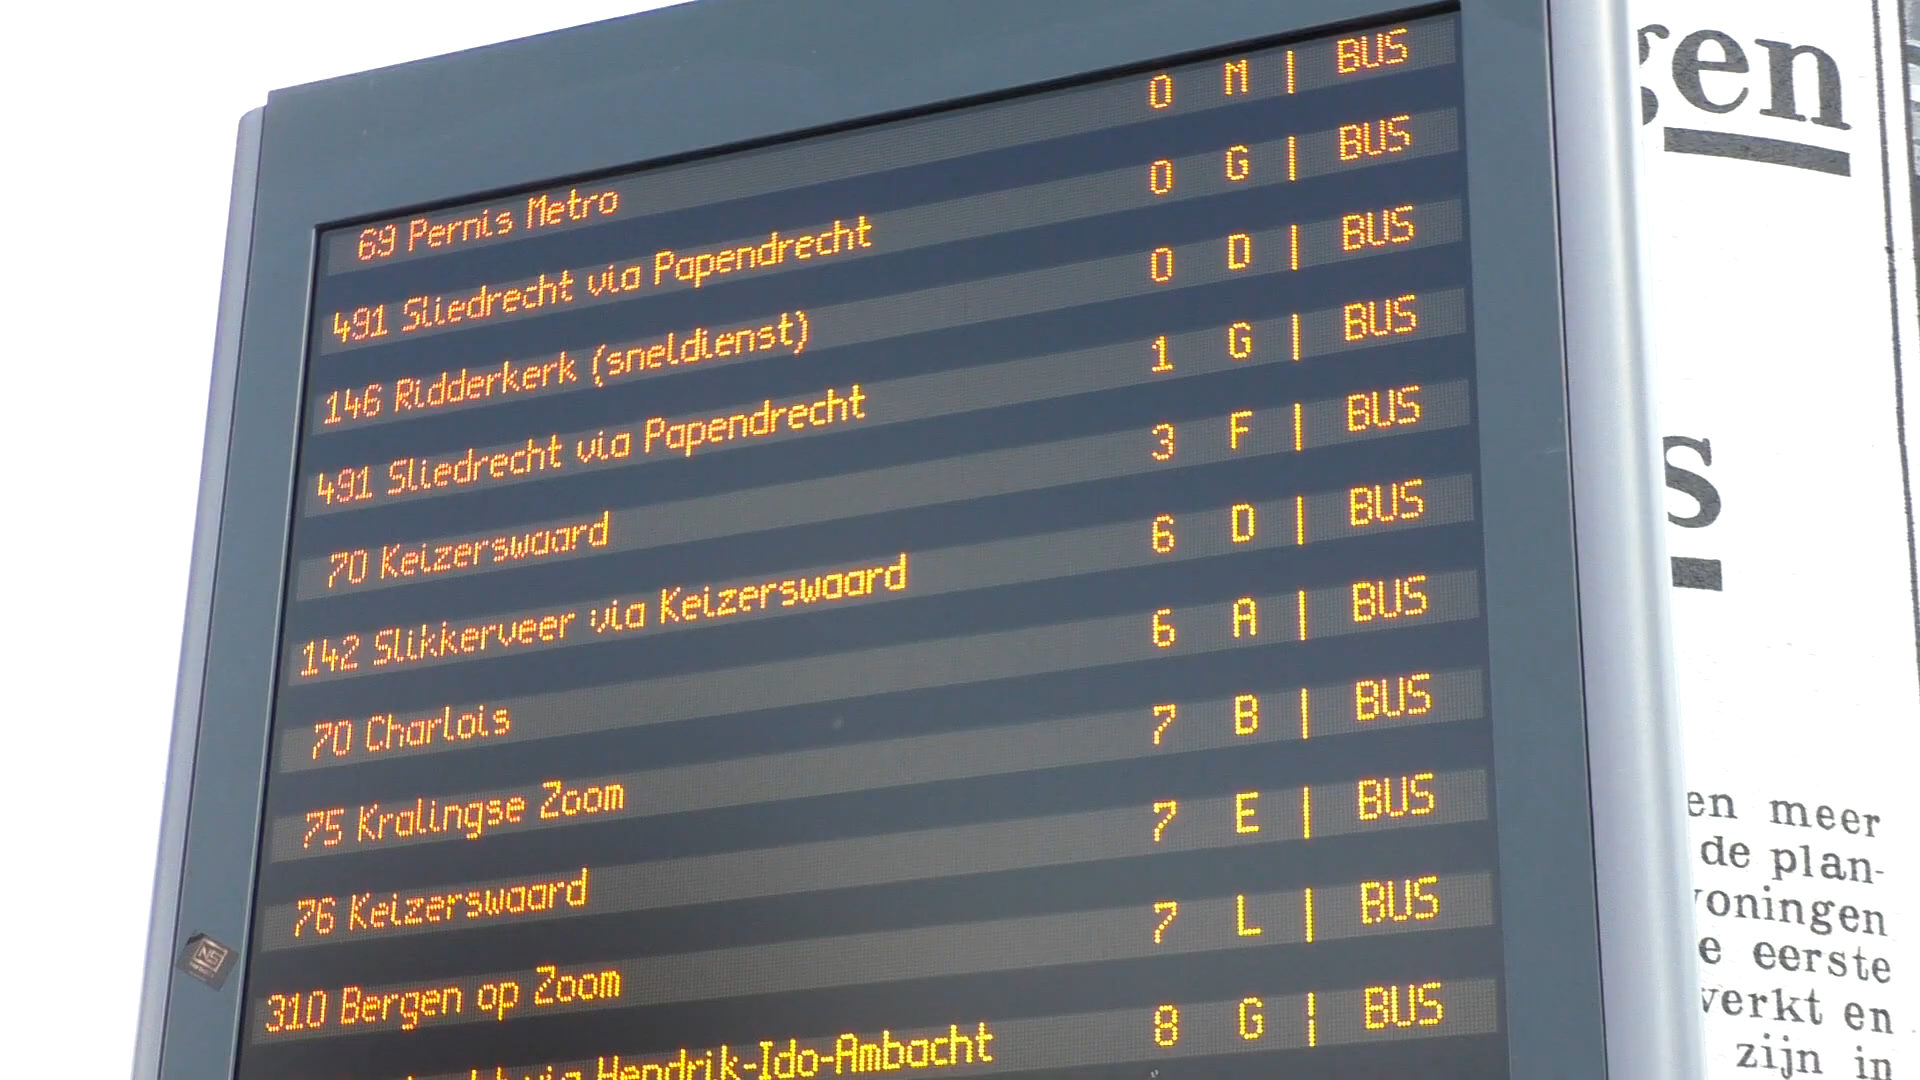 69 Pernis Metro 0 M | BUS
491 Sliedrecht via Papendrecht 0 G | BUS
146 Ridderkerk (sneldienst) 0 D | BUS
491 Sliedrecht via Papendrecht 1 G | BUS
70 Keizerswaard 3 F | BUS
142 Slikkerveer via Keizerswaard 6 D | BUS
70 Charlois 6 A | BUS
75 Kralingse Zoom 7 B | BUS
76 Keizerswaard 7 E | BUS
310 Bergen op Zoom 7 L | BUS
via Hendrik-Ido-Ambacht 8 G | BUS
gen
s
en meer
de plan-
oningen
e eerste
verkt en
zijn in